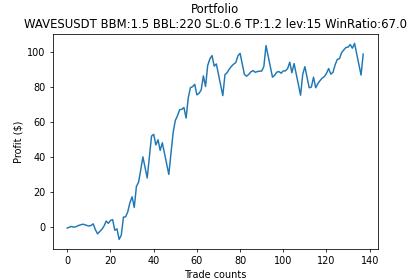 Portfolio
WAVESUSDT BBM:1.5 BBL:220 SL:0.6 TP:1.2 lev:15 WinRatio:67.0
100
80
60
40
20
0
Profit ($)
0 20 40 60 80 100 120 140
Trade counts